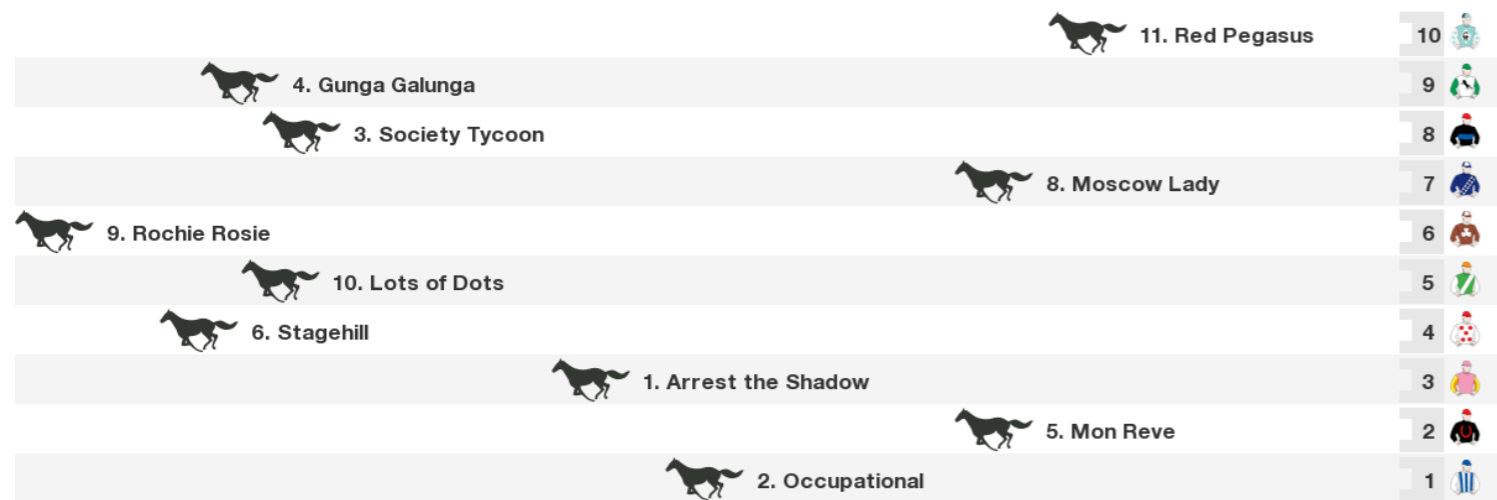 11. Red Pegasus 10
4. Gunga Galunga 9
3. Society Tycoon 8
8. Moscow Lady 7
9. Rochie Rosie 6
10. Lots of Dots 5
6. Stagehill 4
1. Arrest the Shadow 3
5. Mon Reve 2
2. Occupational 1